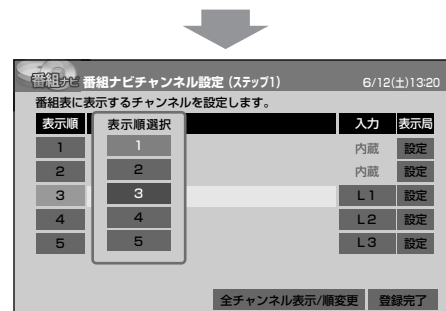 番組ナビ 番組ナビチャンネル設定 (ステップ1) 6/12(土)13:20
番組表に表示するチャンネルを設定します。
表示順 表示順選択 入力 表示局
1 1 内蔵 設定
2 2 内蔵 設定
3 3 L1 設定
4 4 L2 設定
5 5 L3 設定
全チャンネル表示/順変更 登録完了